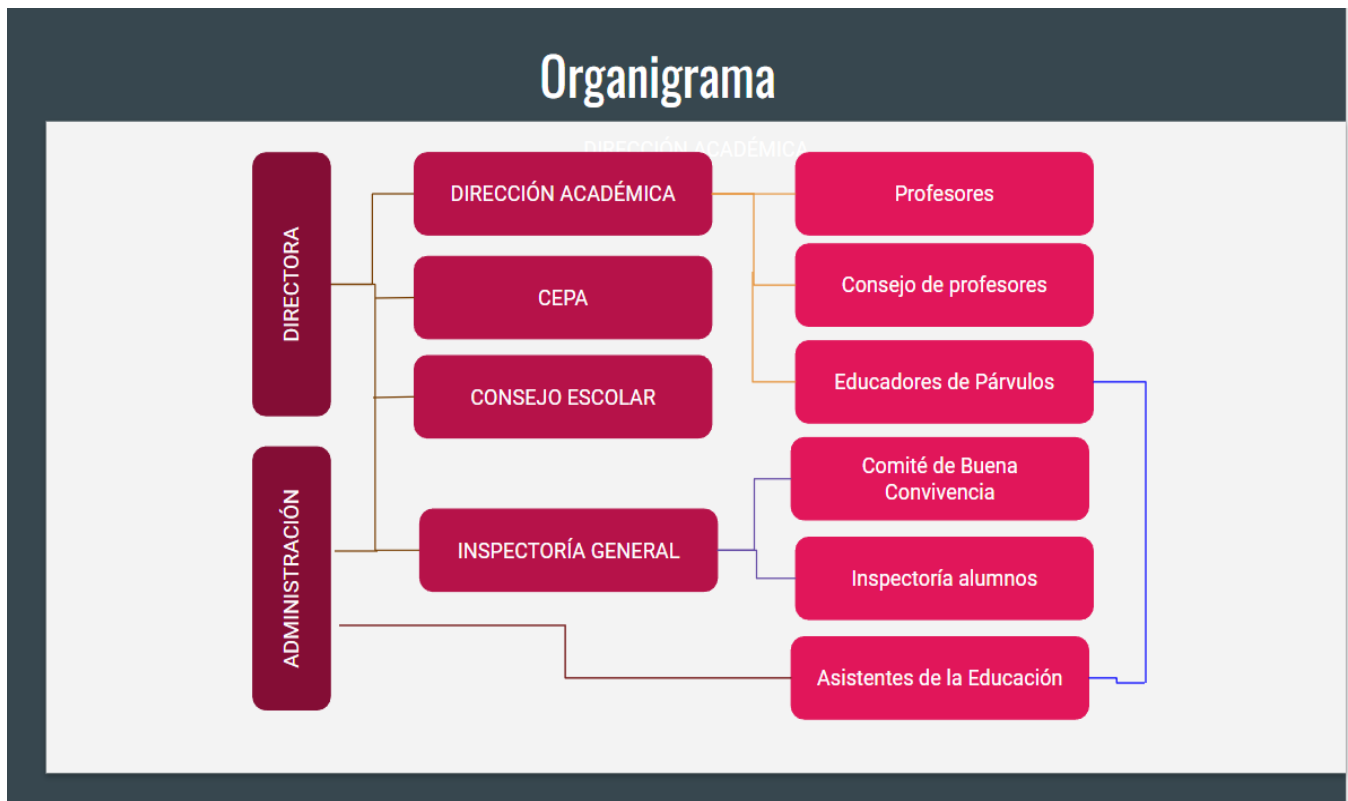 Organigrama
DIRECCIÓN ACADÉMICA
DIRECTORA
DIRECCIÓN ACADÉMICA
Profesores
CEPA
Consejo de profesores
CONSEJO ESCOLAR
Educadores de Párvulos
ADMINISTRACIÓN
INSPECTORÍA GENERAL
Comité de Buena
Convivencia
Inspectoría alumnos
Asistentes de la Educación